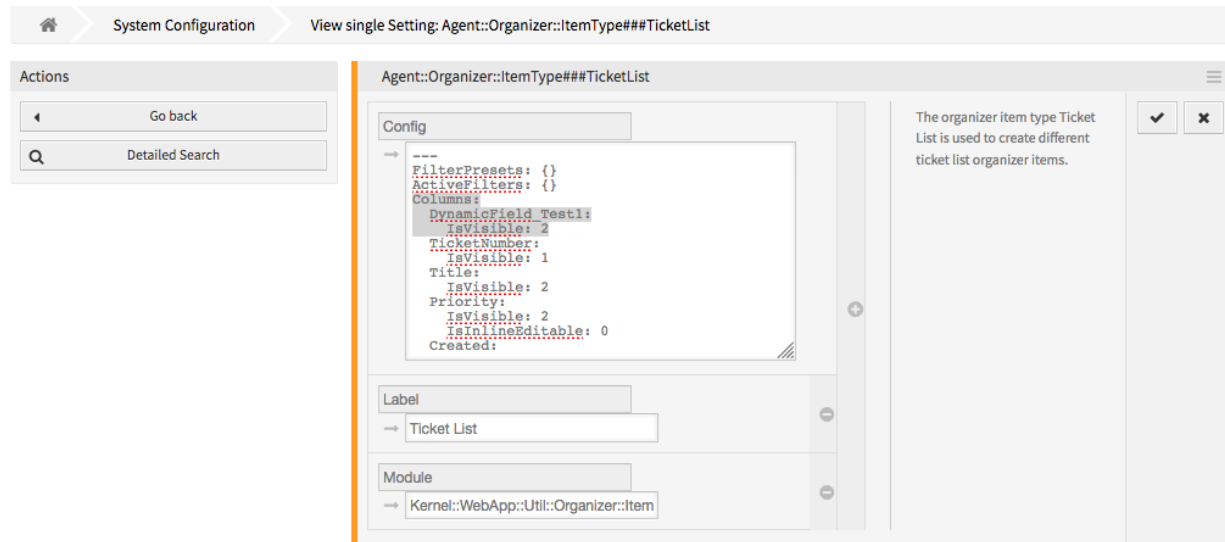 System Configuration
View single Setting: Agent::Organizer::ItemType###TicketList
Actions
Go back
Detailed Search
Agent::Organizer::ItemType###TicketList
Config
---
FilterPresets: {}
ActiveFilters: {}
Columns:
DynamicField_Test1:
IsVisible: 2
TicketNumber:
IsVisible: 1
Title:
IsVisible: 2
Priority:
IsVisible: 2
IsInlineEditable: 0
Created:
Label
Ticket List
Module
Kernel::WebApp::Util::Organizer::Item
The organizer item type Ticket
List is used to create different
ticket list organizer items.